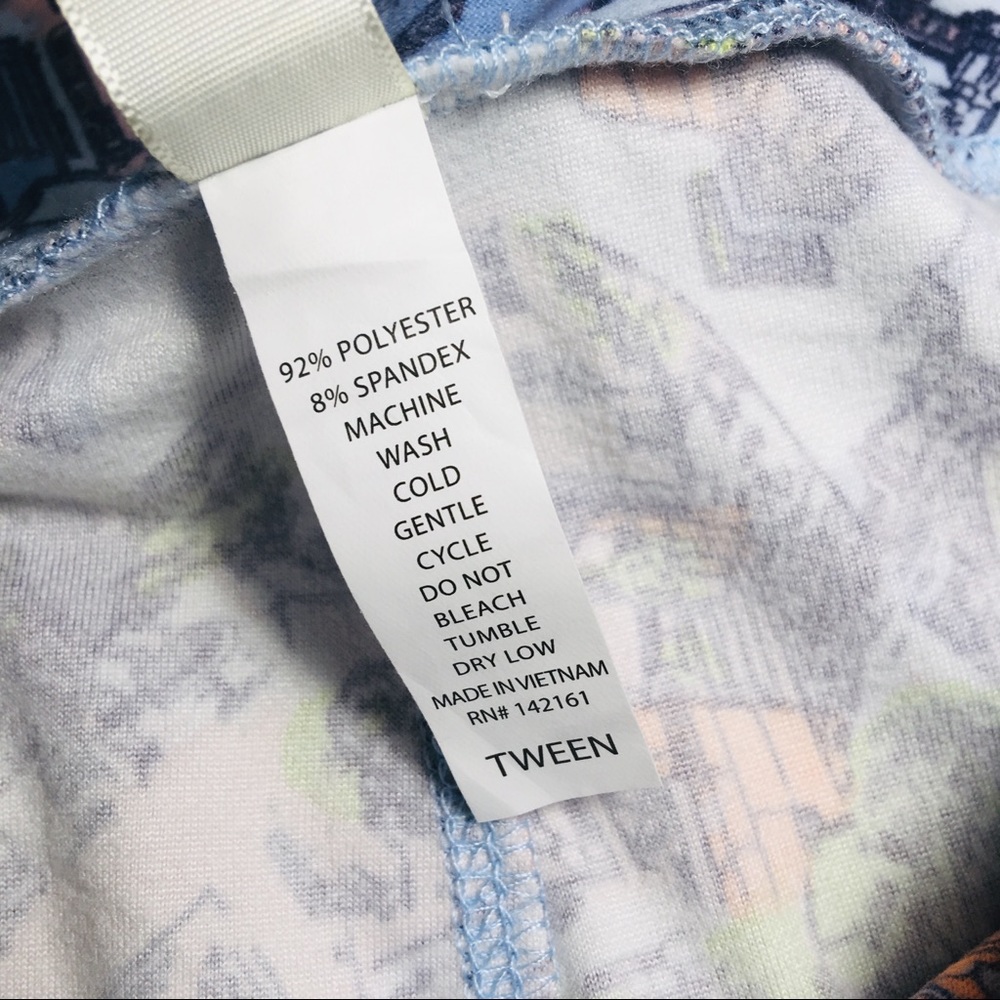 92% POLYESTER
8% SPANDEX
MACHINE
WASH
COLD
GENTLE
CYCLE
DO NOT
BLEACH
TUMBLE
DRY LOW
MADE IN VIETNAM
RN# 142161
TWEEN